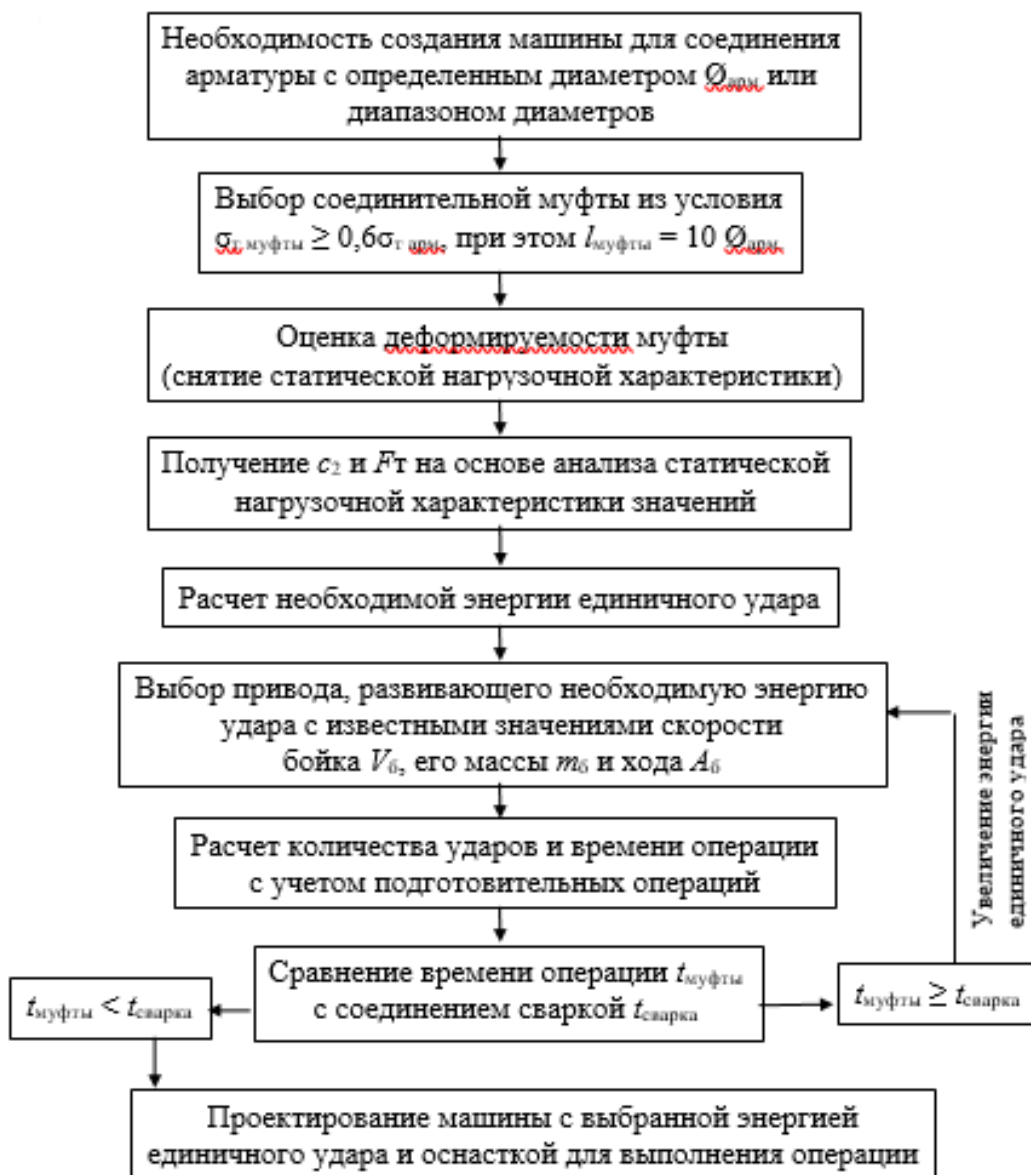 Необходимость создания машины для соединения
арматуры с определенным диаметром Øарм или
диапазоном диаметров
Выбор соединительной муфты из условия
σт муфты ≥ 0,6σт арм, при этом lмуфты = 10 Øарм
Оценка деформируемости муфты
(снятие статической нагрузочной характеристики)
Получение c2 и Fт на основе анализа статической
нагрузочной характеристики значений
Расчет необходимой энергии единичного удара
Выбор привода, развивающего необходимую энергию
удара с известными значениями скорости
бойка Vб, его массы mб и хода Aб
Увеличение энергии
единичного удара
Расчет количества ударов и времени операции
с учетом подготовительных операций
Сравнение времени операции tмуфты
с соединением сваркой tсварка
tмуфты < tсварка
tмуфты ≥ tсварка
Проектирование машины с выбранной энергией
единичного удара и оснасткой для выполнения операции